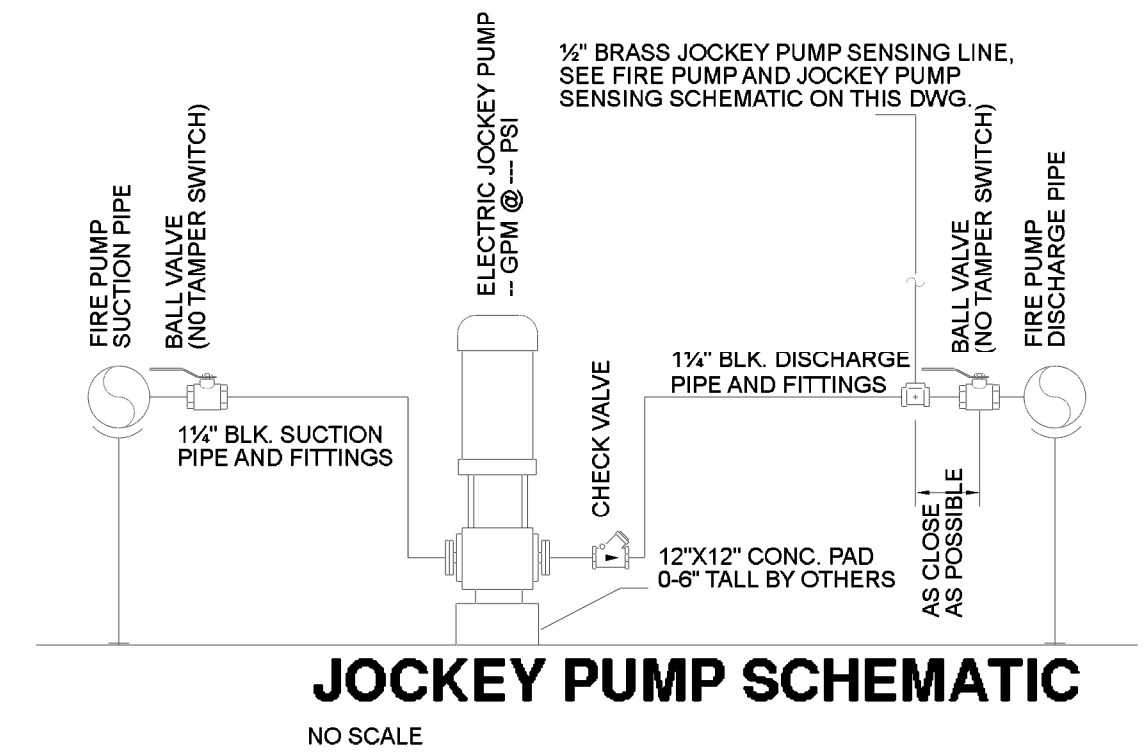 ½" BRASS JOCKEY PUMP SENSING LINE,
SEE FIRE PUMP AND JOCKEY PUMP
SENSING SCHEMATIC ON THIS DWG.
FIRE PUMP
SUCTION PIPE
BALL VALVE
(NO TAMPER SWITCH)
ELECTRIC JOCKEY PUMP
-- GPM @ --- PSI
BALL VALVE
(NO TAMPER SWITCH)
FIRE PUMP
DISCHARGE PIPE
1¼" BLK. DISCHARGE
PIPE AND FITTINGS
CHECK VALVE
1¼" BLK. SUCTION
PIPE AND FITTINGS
AS CLOSE
AS POSSIBLE
12"X12" CONC. PAD
0-6" TALL BY OTHERS
JOCKEY PUMP SCHEMATIC
NO SCALE